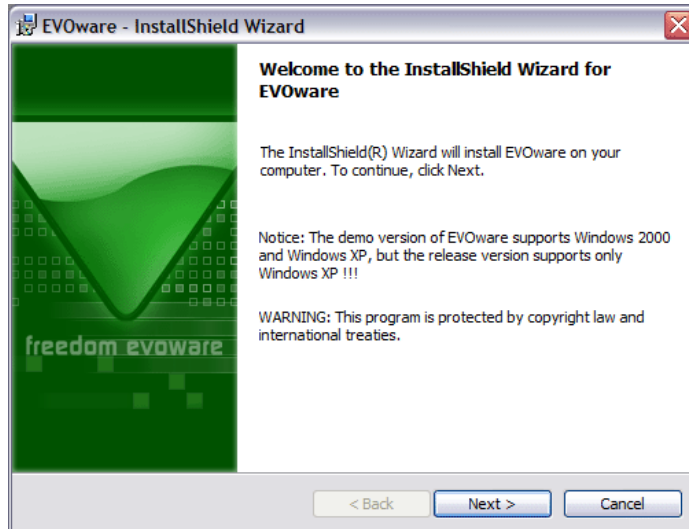 EVOware - InstallShield Wizard
Welcome to the InstallShield Wizard for
EVOware
The InstallShield(R) Wizard will install EVOware on your
computer. To continue, click Next.
Notice: The demo version of EVOware supports Windows 2000
and Windows XP, but the release version supports only
Windows XP !!!
WARNING: This program is protected by copyright law and
international treaties.
freedom evoware
< Back
Next >
Cancel